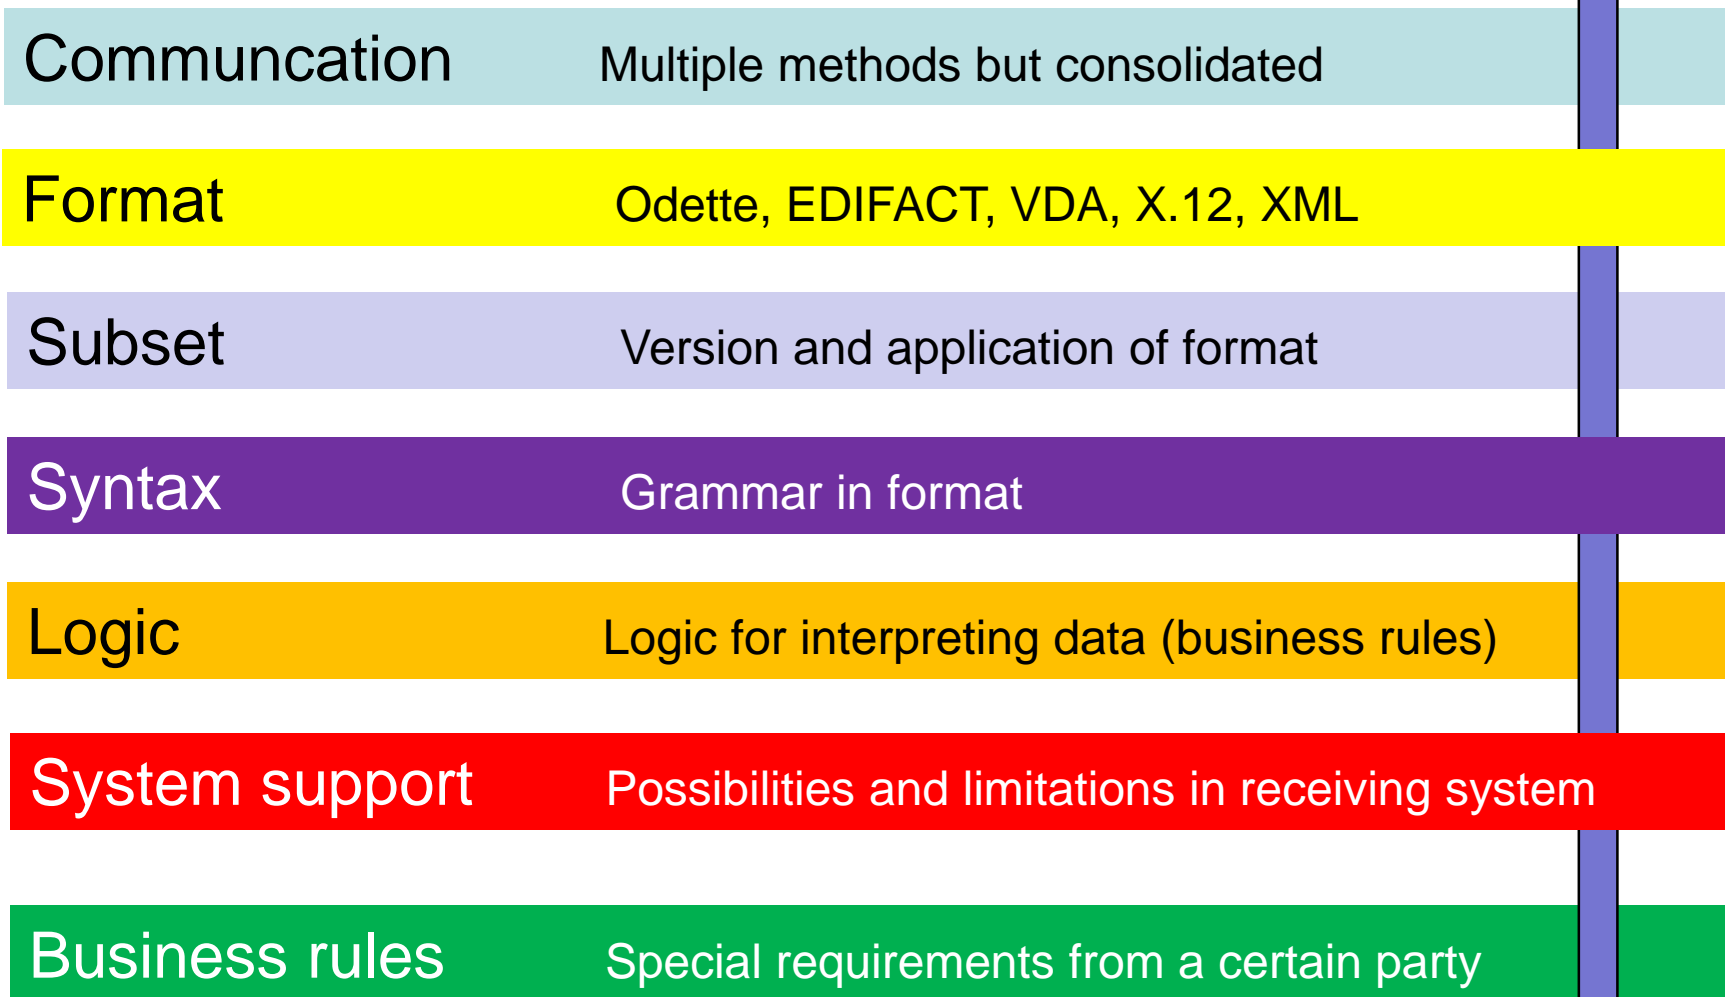 Communcation Multiple methods but consolidated
Format Odette, EDIFACT, VDA, X.12, XML
Subset Version and application of format
Syntax Grammar in format
Logic Logic for interpreting data (business rules)
System support Possibilities and limitations in receiving system
Business rules Special requirements from a certain party